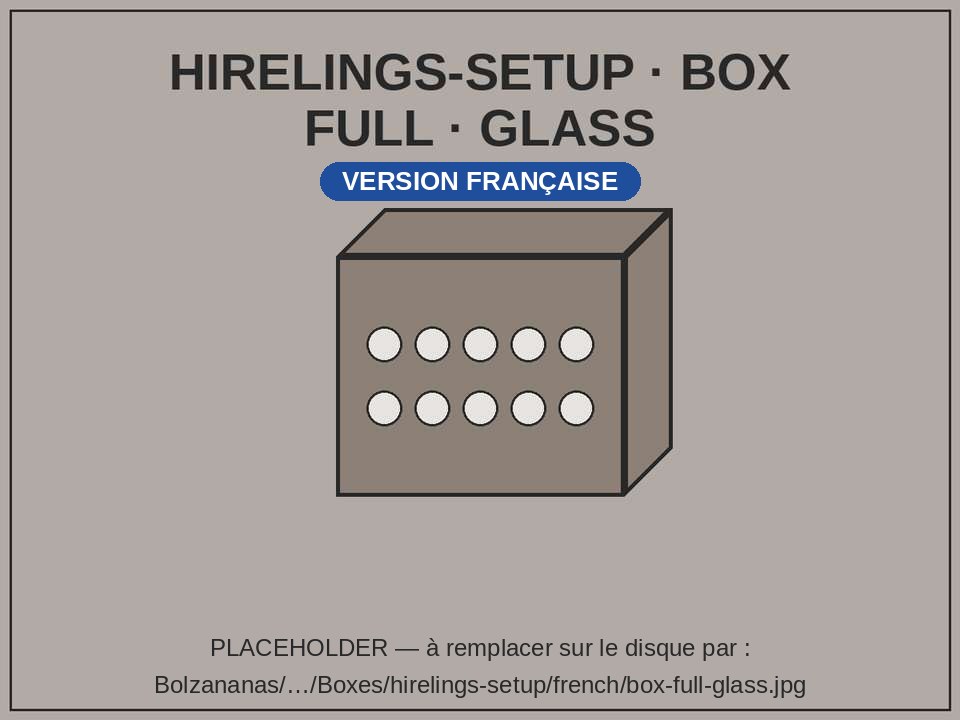 HIRELINGS-SETUP · BOX
FULL · GLASS
VERSION FRANÇAISE
PLACEHOLDER — à remplacer sur le disque par :
Bolzananas/…/Boxes/hirelings-setup/french/box-full-glass.jpg